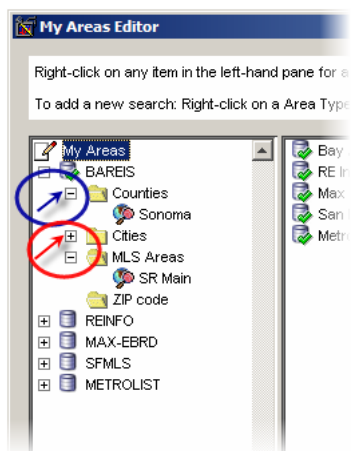 My Areas Editor
Right-click on any item in the left-hand pane for a
To add a new search: Right-click on a Area Type
My Areas
BAREIS
Counties
Sonoma
Cities
MLS Areas
SR Main
ZIP code
REINFO
MAX-EBRD
SFMLS
METROLIST
Bay
RE In
Max
San
Metro